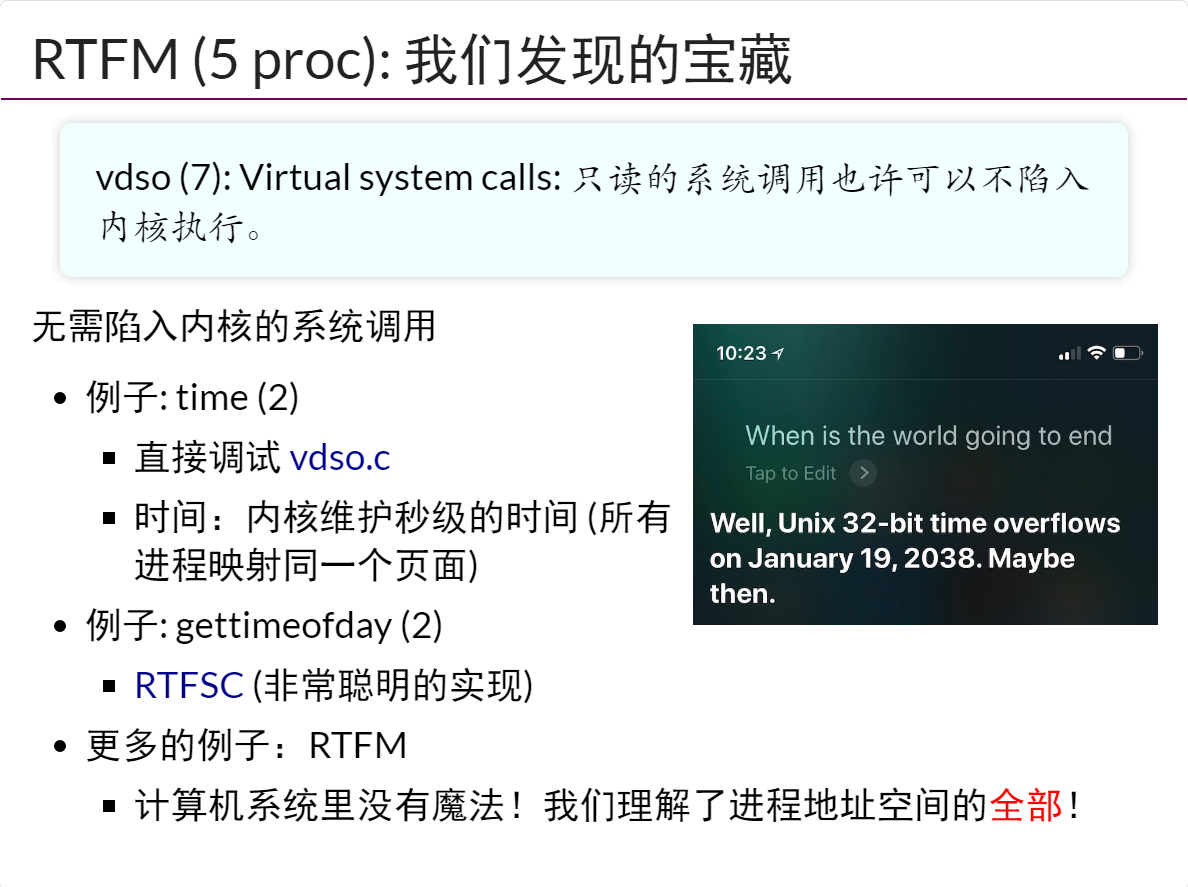 RTFM (5 proc): 我们发现的宝藏
vdso (7): Virtual system calls: 只读的系统调用也许可以不陷入
内核执行。
无需陷入内核的系统调用
例子: time (2)
直接调试 vdso.c
时间：内核维护秒级的时间 (所有
进程映射同一个页面)
例子: gettimeofday (2)
RTFSC (非常聪明的实现)
更多的例子：RTFM
计算机系统里没有魔法！我们理解了进程地址空间的全部！
10:23
When is the world going to end
Tap to Edit
Well, Unix 32-bit time overflows
on January 19, 2038. Maybe
then.